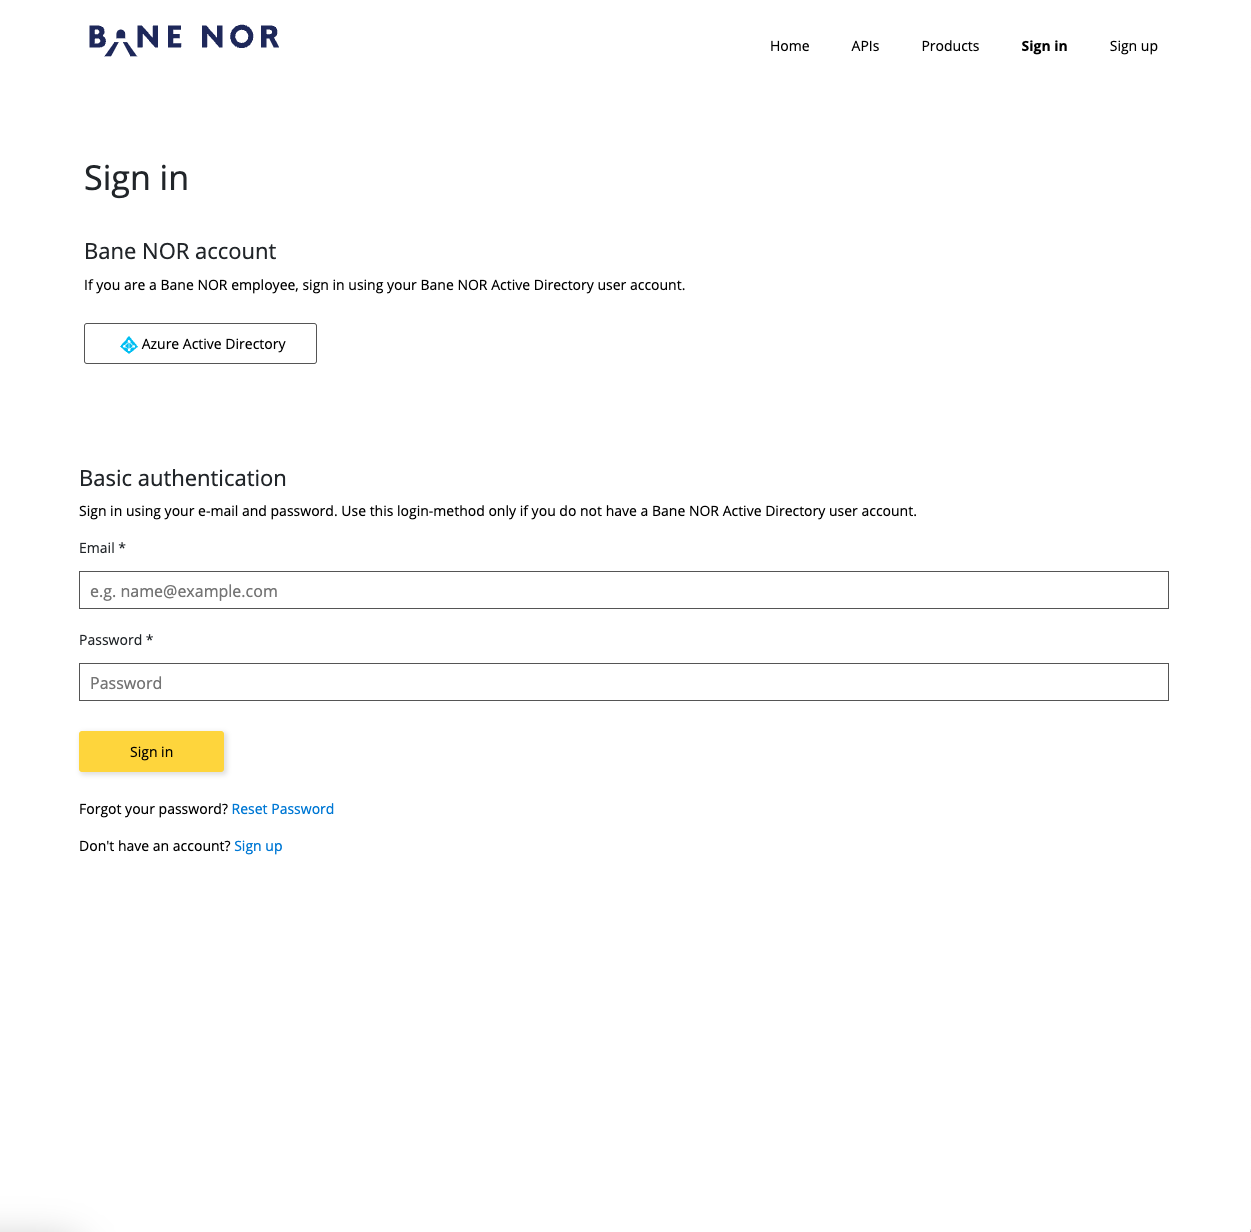 BANE NOR
Home APIs Products Sign in Sign up
Sign in
Bane NOR account
If you are a Bane NOR employee, sign in using your Bane NOR Active Directory user account.
Azure Active Directory
Basic authentication
Sign in using your e-mail and password. Use this login-method only if you do not have a Bane NOR Active Directory user account.
Email *
e.g. name@example.com
Password *
Password
Sign in
Forgot your password? Reset Password
Don't have an account? Sign up